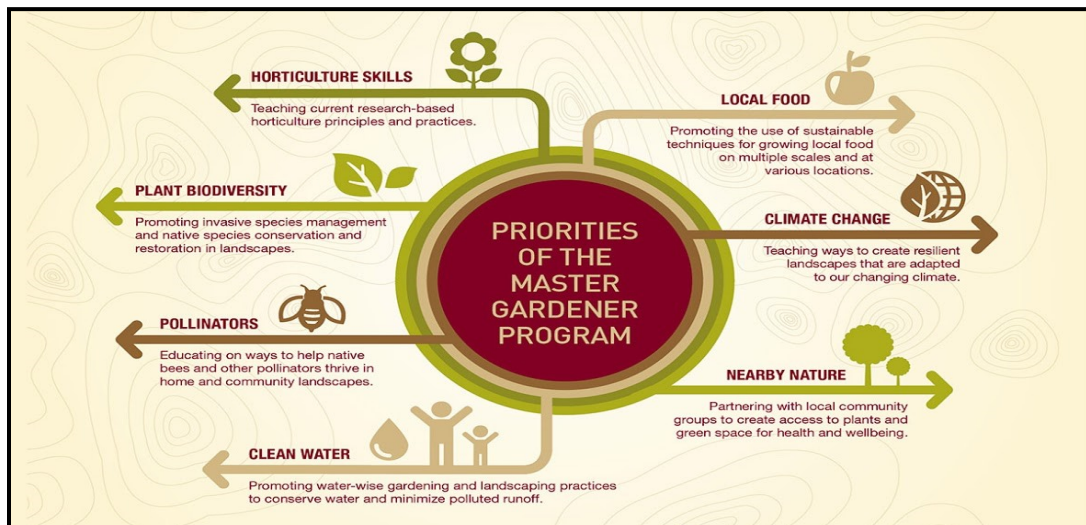 PRIORITIES
OF THE
MASTER
GARDENER
PROGRAM
HORTICULTURE SKILLS
Teaching current research-based
horticulture principles and practices.
PLANT BIODIVERSITY
Promoting invasive species management
and native species conservation and
restoration in landscapes.
POLLINATORS
Educating on ways to help native
bees and other pollinators thrive in
home and community landscapes.
CLEAN WATER
Promoting water-wise gardening and landscaping practices
to conserve water and minimize polluted runoff.
LOCAL FOOD
Promoting the use of sustainable
techniques for growing local food
on multiple scales and at
various locations.
CLIMATE CHANGE
Teaching ways to create resilient
landscapes that are adapted
to our changing climate.
NEARBY NATURE
Partnering with local community
groups to create access to plants and
green space for health and wellbeing.